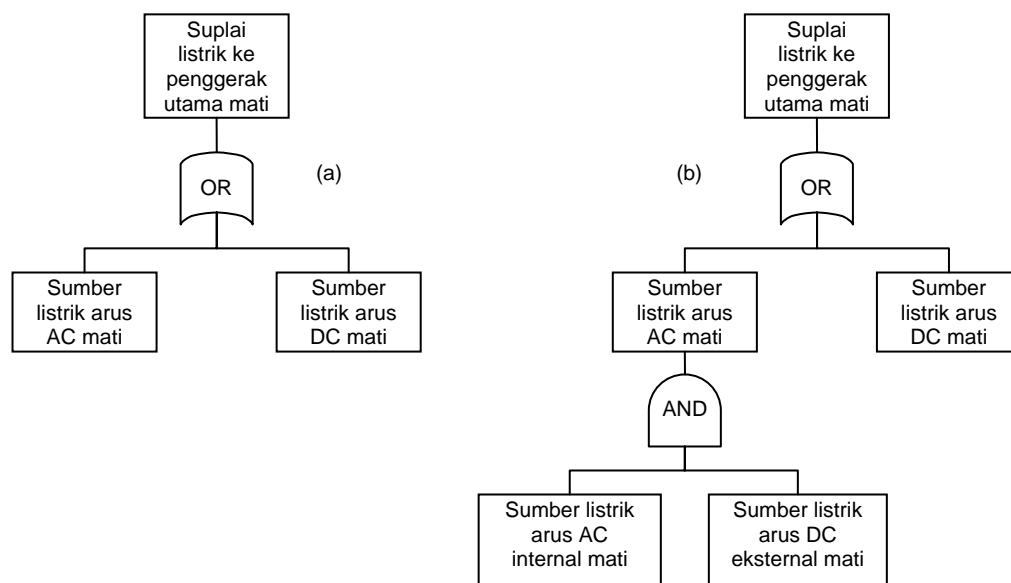 Suplai
listrik ke
penggerak
utama mati
OR
(a)
Sumber
listrik arus
AC mati
Sumber
listrik arus
DC mati
Suplai
listrik ke
penggerak
utama mati
(b)
OR
Sumber
listrik arus
AC mati
Sumber
listrik arus
DC mati
AND
Sumber listrik
arus AC
internal mati
Sumber listrik
arus DC
eksternal mati